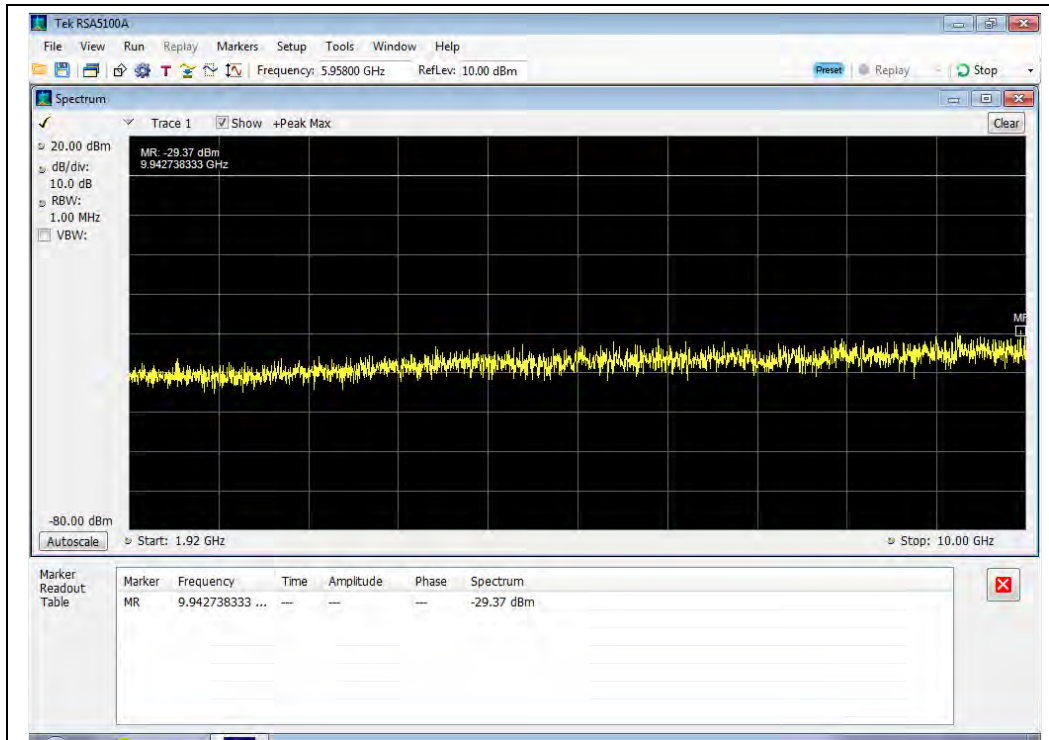 Tek RSA5100A
File View Run Replay Markers Setup Tools Window Help
Frequency: 5.95800 GHz RefLev: 10.00 dBm Preset Replay Stop
Spectrum
Trace 1 Show +Peak Max Clear
20.00 dBm
dB/div:
10.0 dB
RBW:
1.00 MHz
VBW:
MR: -29.37 dBm
9.942738333 GHz
MR
-80.00 dBm
Autoscale Start: 1.92 GHz Stop: 10.00 GHz
Marker Readout Table
Marker Frequency Time Amplitude Phase Spectrum
MR 9.942738333 ... --- --- --- -29.37 dBm